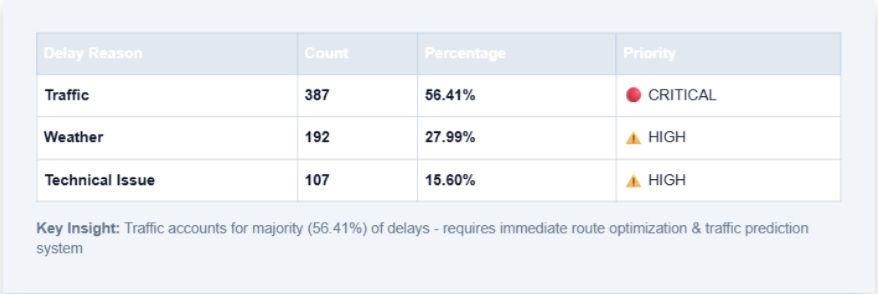 Delay Reason Count Percentage Priority
Traffic 387 56.41% 🔴 CRITICAL
Weather 192 27.99% ⚠️ HIGH
Technical Issue 107 15.60% ⚠️ HIGH
Key Insight: Traffic accounts for majority (56.41%) of delays - requires immediate route optimization & traffic prediction
system